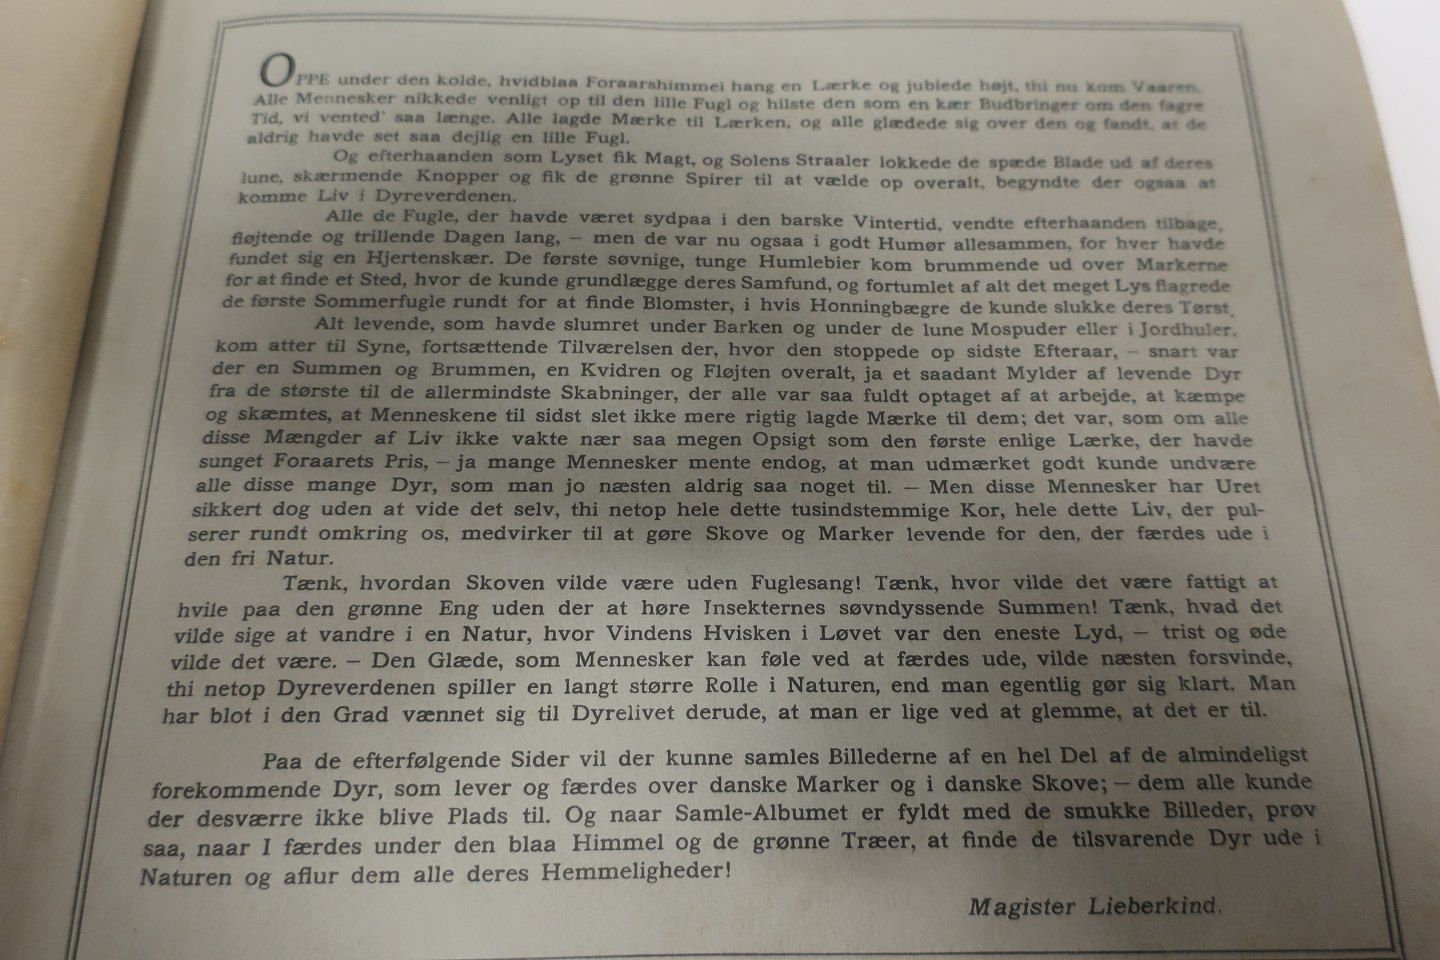 OPPE under den kolde, hvidblaa Foraarshimmel hang en Lærke og jublede højt, thi nu kom Vaaren.
Alle Mennesker nikkede venligt op til den lille Fugl og hilste den som en kær Budbringer om den fagre
Tid, vi vented' saa længe. Alle lagde Mærke til Lærken, og alle glædede sig over den og fandt, at de
aldrig havde set saa dejlig en lille Fugl.
Og efterhaanden som Lyset fik Magt, og Solens Straaler lokkede de spæde Blade ud af deres
lune, skærmende Knopper og fik de grønne Spirer til at vælde op overalt, begyndte der ogsaa at
komme Liv i Dyreverdenen.
Alle de Fugle, der havde været sydpaa i den barske Vintertid, vendte efterhaanden tilbage,
fløjtende og trillende Dagen lang, – men de var nu ogsaa i godt Humør allesammen, for hver havde
fundet sig en Hjertenskær. De første søvnige, tunge Humlebier kom brummende ud over Markerne
for at finde et Sted, hvor de kunde grundlægge deres Samfund, og fortumlet af alt det meget Lys flagrede
de første Sommerfugle rundt for at finde Blomster, i hvis Honningbægre de kunde slukke deres Tørst.
Alt levende, som havde slumret under Barken og under de lune Mospuder eller i Jordhuler,
kom atter til Syne, fortsættende Tilværelsen der, hvor den stoppede op sidste Efteraar, – snart var
der en Summen og Brummen, en Kvidren og Fløjten overalt, ja et saadant Mylder af levende Dyr
fra de største til de allermindste Skabninger, der alle var saa fuldt optaget af at arbejde, at kæmpe
og skæmtes, at Menneskene til sidst slet ikke mere rigtig lagde Mærke til dem; det var, som om alle
disse Mængder af Liv ikke vakte nær saa megen Opsigt som den første enlige Lærke, der havde
sunget Foraarets Pris, – ja mange Mennesker mente endog, at man udmærket godt kunde undvære
alle disse mange Dyr, som man jo næsten aldrig saa noget til. – Men disse Mennesker har Uret
sikkert dog uden at vide det selv, thi netop hele dette tusindstemmige Kor, hele dette Liv, der pul-
serer rundt omkring os, medvirker til at gøre Skove og Marker levende for den, der færdes ude i
den fri Natur.
Tænk, hvordan Skoven vilde være uden Fuglesang! Tænk, hvor vilde det være fattigt at
hvile paa den grønne Eng uden der at høre Insekternes søvndyssende Summen! Tænk, hvad det
vilde sige at vandre i en Natur, hvor Vindens Hvisken i Løvet var den eneste Lyd, – trist og øde
vilde det være. – Den Glæde, som Mennesker kan føle ved at færdes ude, vilde næsten forsvinde,
thi netop Dyreverdenen spiller en langt større Rolle i Naturen, end man egentlig gør sig klart. Man
har blot i den Grad vænnet sig til Dyrelivet derude, at man er lige ved at glemme, at det er til.
Paa de efterfølgende Sider vil der kunne samles Billederne af en hel Del af de almindeligst
forekommende Dyr, som lever og færdes over danske Marker og i danske Skove; – dem alle kunde
der desværre ikke blive Plads til. Og naar Samle-Albumet er fyldt med de smukke Billeder, prøv
saa, naar I færdes under den blaa Himmel og de grønne Træer, at finde de tilsvarende Dyr ude i
Naturen og aflur dem alle deres Hemmeligheder!
Magister Lieberkind.